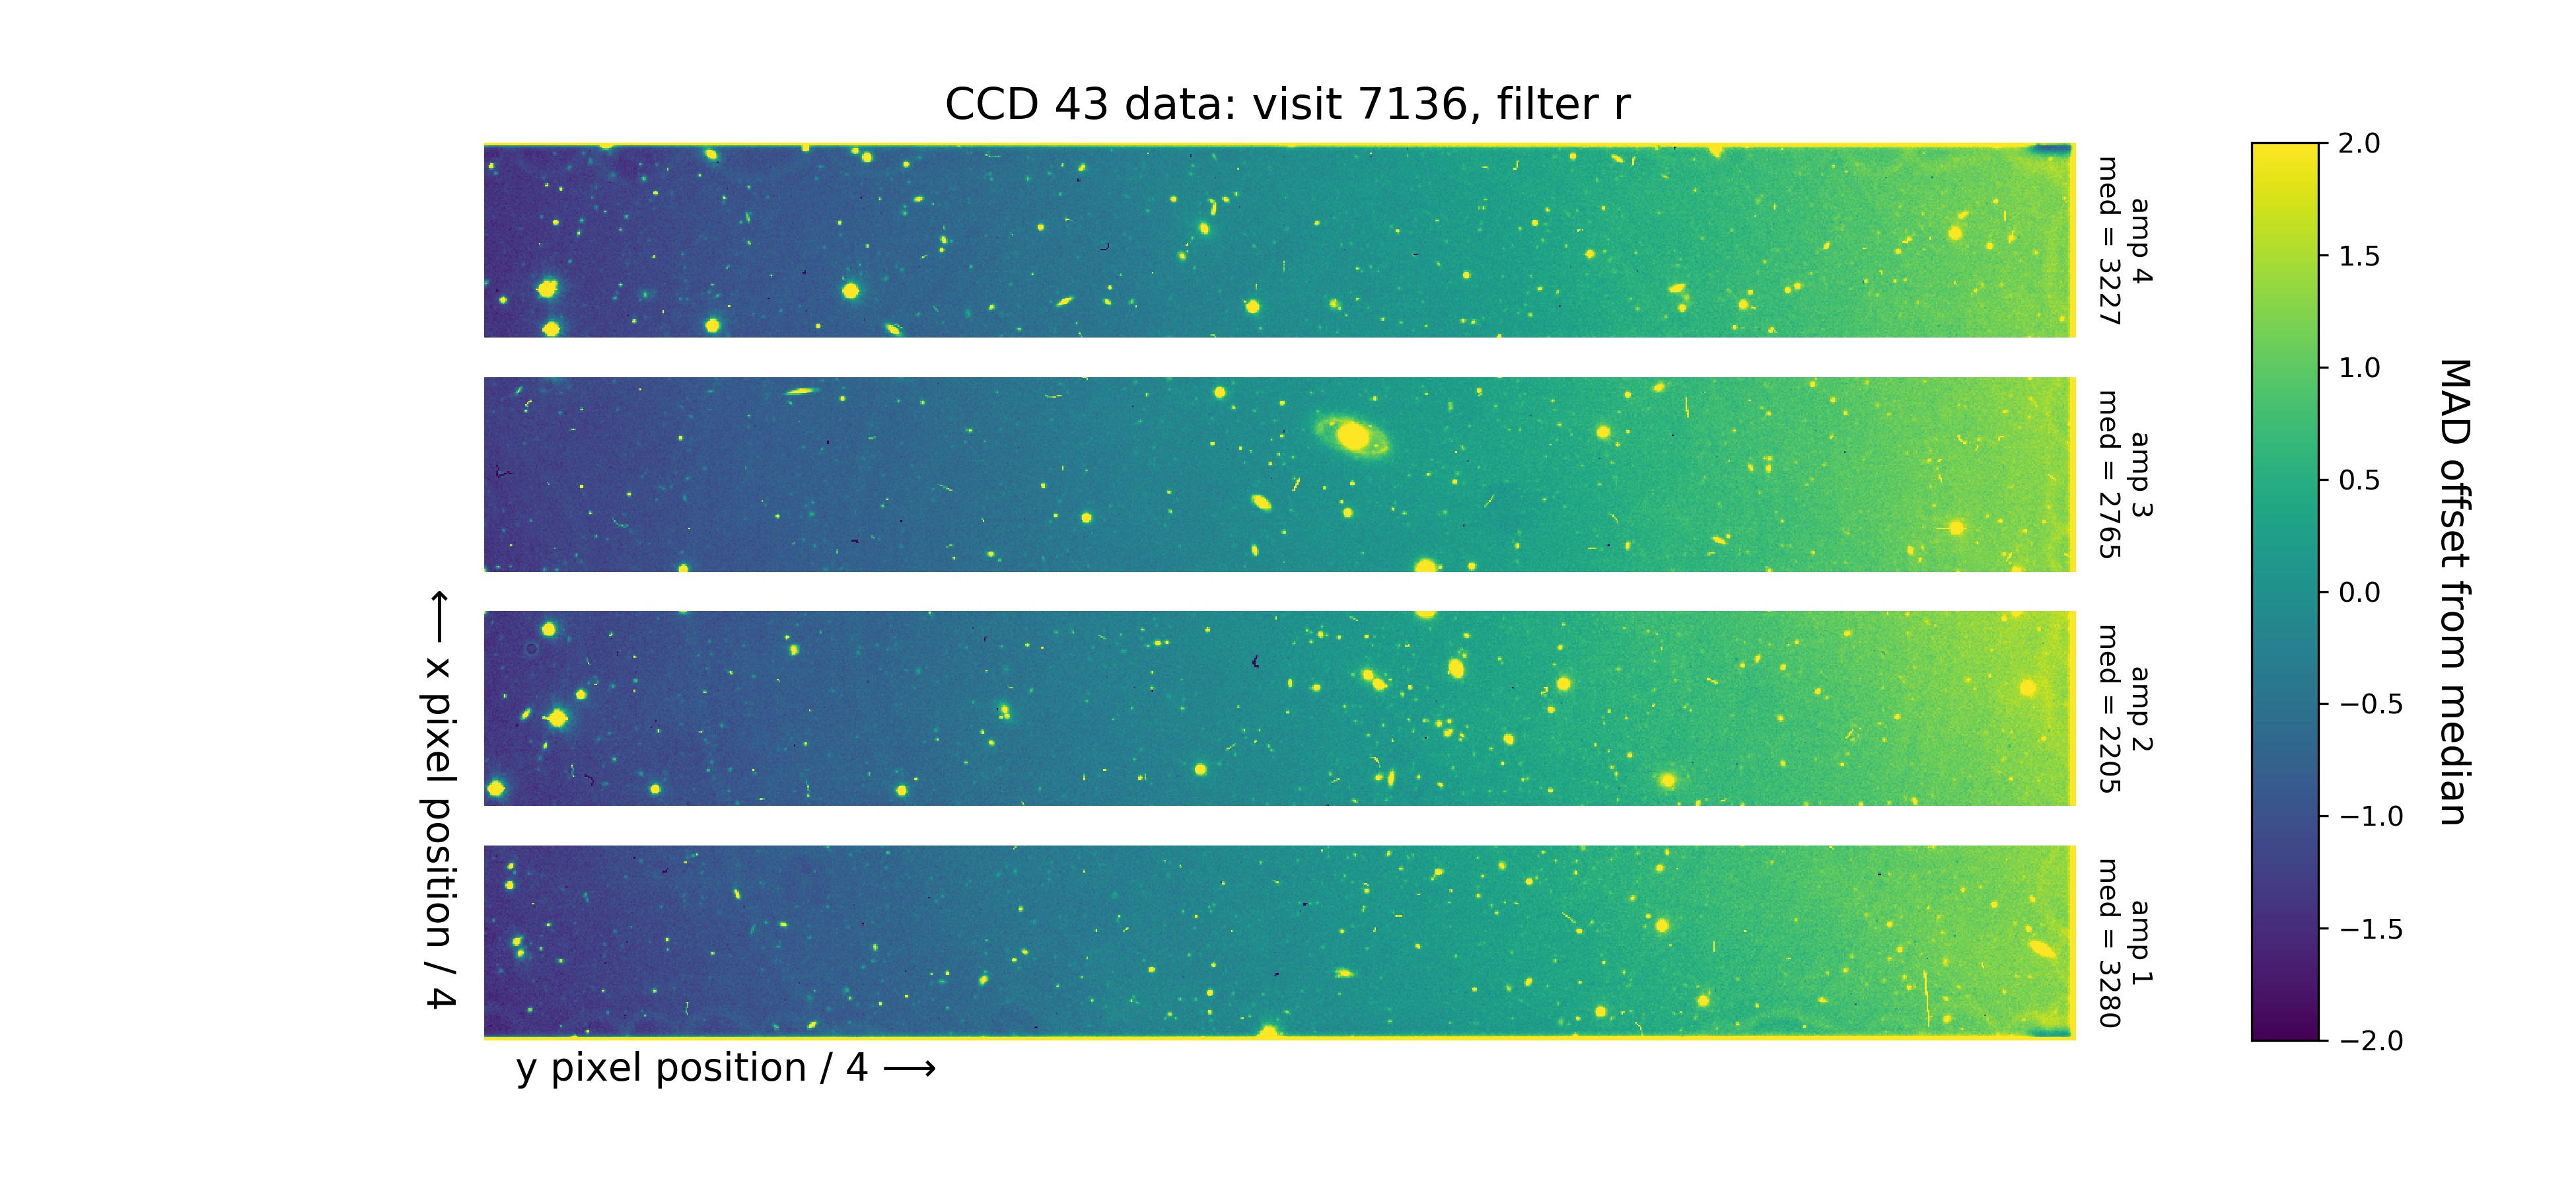 CCD 43 data: visit 7136, filter r
amp 4
med = 3227
amp 3
med = 2765
amp 2
med = 2205
amp 1
med = 3280
⟵ x pixel position / 4
y pixel position / 4 ⟶
2.0
1.5
1.0
0.5
0.0
−0.5
−1.0
−1.5
−2.0
MAD offset from median